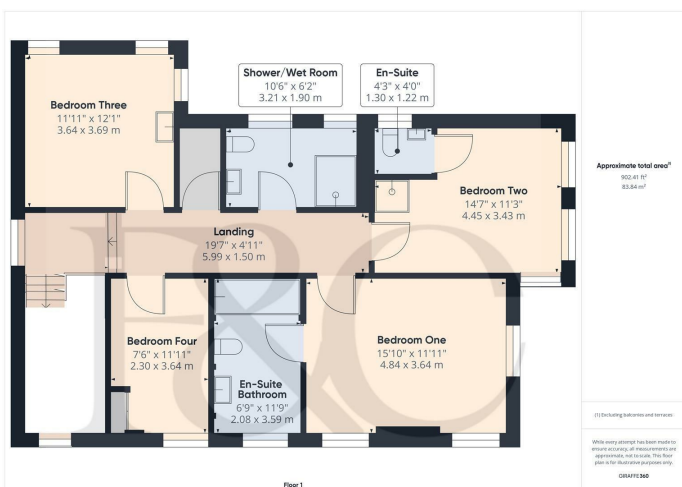 Bedroom Three
11'11" x 12'1"
3.64 x 3.69 m
Shower/Wet Room
10'6" x 6'2"
3.21 x 1.90 m
En-Suite
4'3" x 4'0"
1.30 x 1.22 m
Bedroom Two
14'7" x 11'3"
4.45 x 3.43 m
Landing
19'7" x 4'11"
5.99 x 1.50 m
Bedroom Four
7'6" x 11'11"
2.30 x 3.64 m
En-Suite
Bathroom
6'9" x 11'9"
2.08 x 3.59 m
Bedroom One
15'10" x 11'11"
4.84 x 3.64 m
F&C
Floor 1
Approximate total area⁽¹⁾
902.41 ft²
83.84 m²
(1) Excluding balconies and terraces
While every attempt has been made to
ensure accuracy, all measurements are
approximate, not to scale. This floor
plan is for illustrative purposes only.
GIRAFFE360